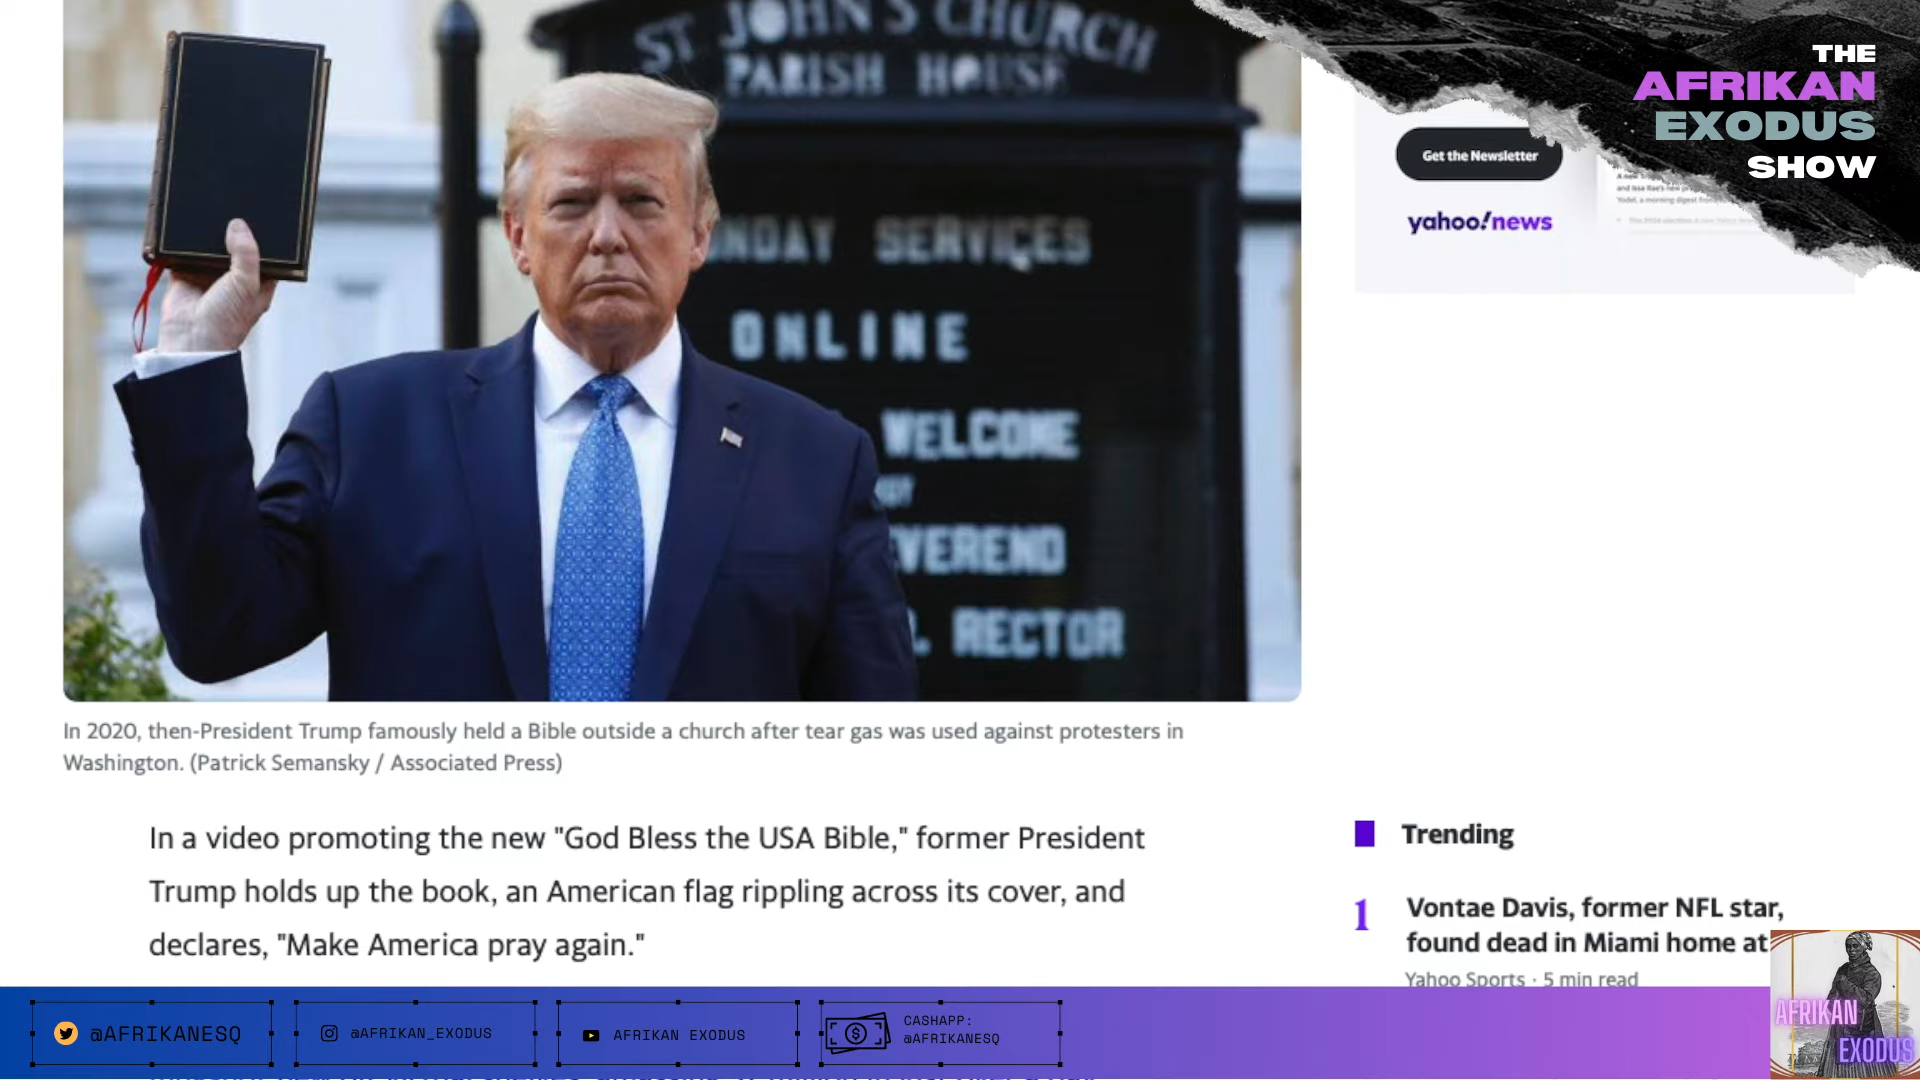 ST JOHN'S CHURCH
PARISH HOUSE
SERVICES
ONLINE
WELCOME
RECTOR
THE
AFRIKAN
EXODUS
SHOW
Get the Newsletter
yahoo!news
In 2020, then-President Trump famously held a Bible outside a church after tear gas was used against protesters in
Washington. (Patrick Semansky / Associated Press)
In a video promoting the new "God Bless the USA Bible," former President
Trump holds up the book, an American flag rippling across its cover, and
declares, "Make America pray again."
Trending
1
Vontae Davis, former NFL star,
found dead in Miami home at
Yahoo Sports · 5 min read
@AFRIKANESQ
@AFRIKAN_EXODUS
AFRIKAN EXODUS
CASHAPP:
@AFRIKANESQ
AFRIKAN
EXODUS